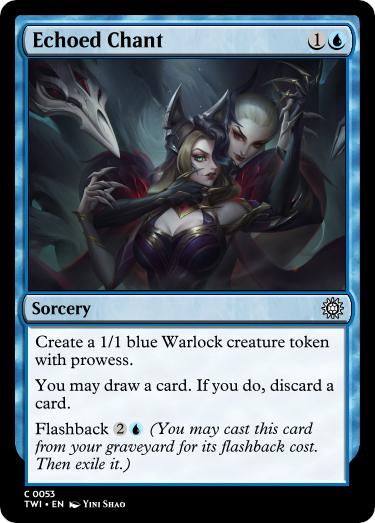 Echoed Chant 1
Sorcery
Create a 1/1 blue Warlock creature token
with prowess.
You may draw a card. If you do, discard a
card.
Flashback 2 (You may cast this card
from your graveyard for its flashback cost.
Then exile it.)
C 0053
TWI • EN Yini Shao